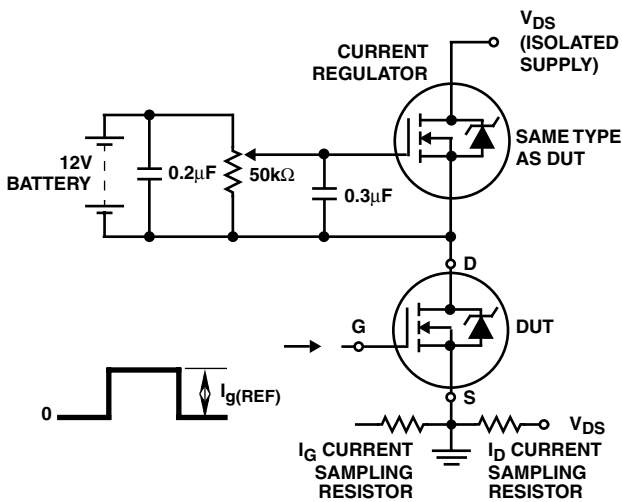 V_DS
(ISOLATED
SUPPLY)
CURRENT
REGULATOR
SAME TYPE
AS DUT
12V
BATTERY
0.2μF
50kΩ
0.3μF
D
G
DUT
I_g(REF)
0
S
V_DS
I_G CURRENT
SAMPLING
RESISTOR
I_D CURRENT
SAMPLING
RESISTOR